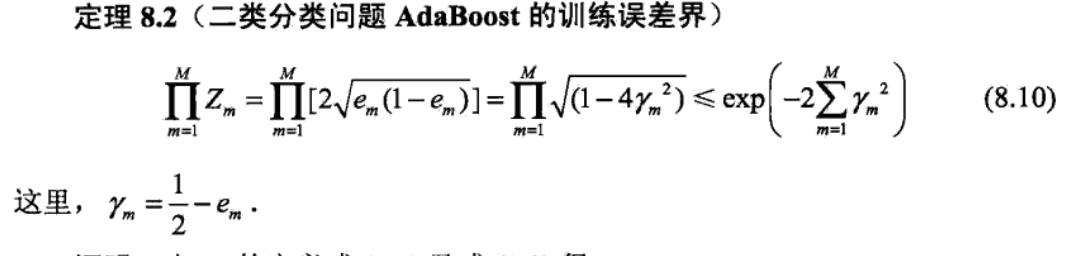 定理 8.2（二类分类问题 AdaBoost 的训练误差界）
$$\prod_{m=1}^{M} Z_m = \prod_{m=1}^{M} [2\sqrt{e_m(1-e_m)}] = \prod_{m=1}^{M} \sqrt{(1-4\gamma_m^2)} \leqslant \exp\left(-2\sum_{m=1}^{M} \gamma_m^2\right) \quad (8.10)$$
这里，$\gamma_m = \frac{1}{2} - e_m$.